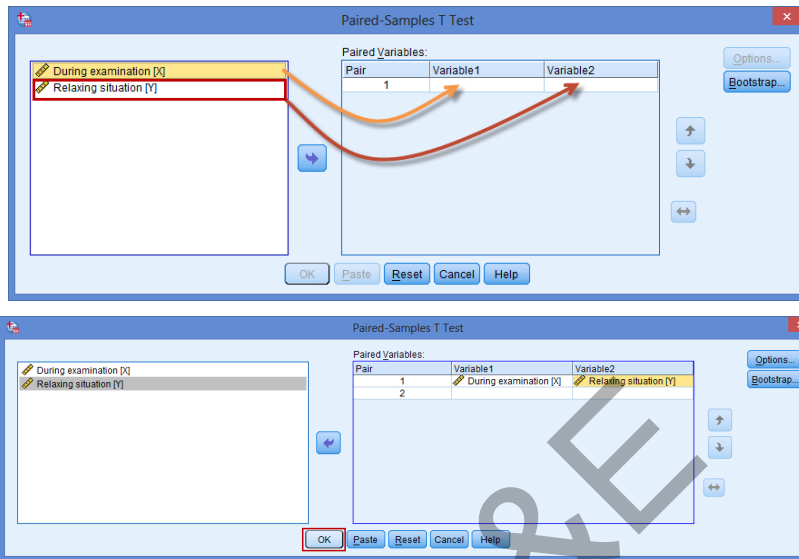 Paired-Samples T Test
Paired Variables:
During examination [X]
Relaxing situation [Y]
Pair Variable1 Variable2
1
Options...
Bootstrap...
OK Paste Reset Cancel Help
Paired-Samples T Test
Paired Variables:
During examination [X]
Relaxing situation [Y]
Pair Variable1 Variable2
1 During examination [X] Relaxing situation [Y]
2
Options...
Bootstrap...
OK Paste Reset Cancel Help
&E